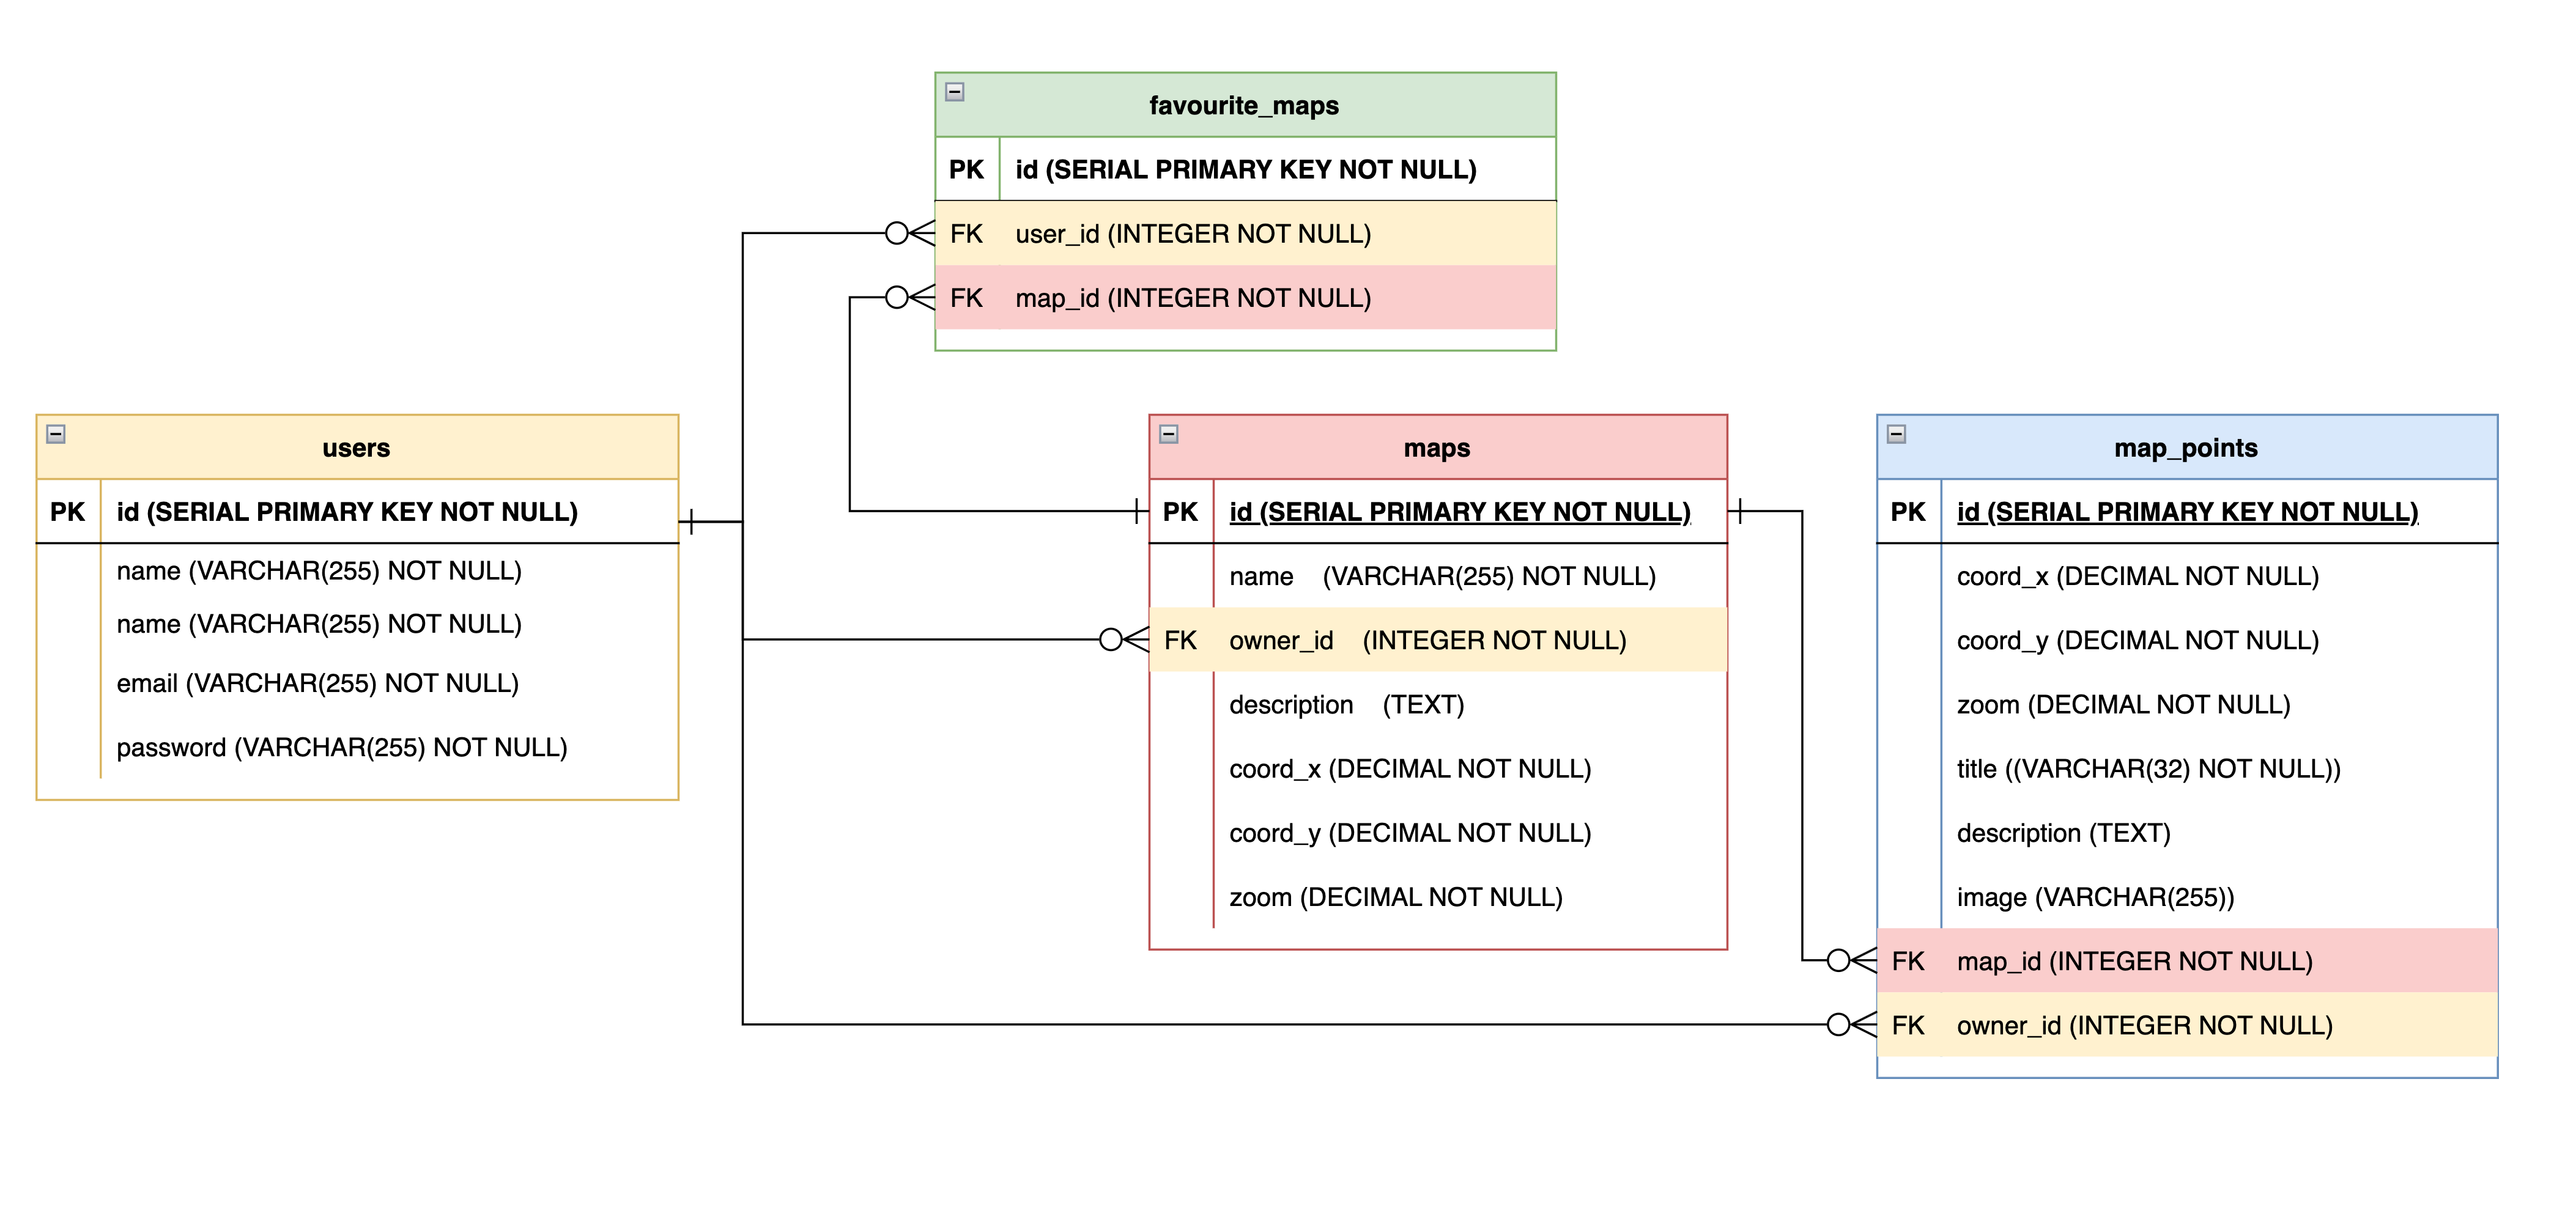 favourite_maps
PK id (SERIAL PRIMARY KEY NOT NULL)
FK user_id (INTEGER NOT NULL)
FK map_id (INTEGER NOT NULL)
users
PK id (SERIAL PRIMARY KEY NOT NULL)
name (VARCHAR(255) NOT NULL)
name (VARCHAR(255) NOT NULL)
email (VARCHAR(255) NOT NULL)
password (VARCHAR(255) NOT NULL)
maps
PK id (SERIAL PRIMARY KEY NOT NULL)
name (VARCHAR(255) NOT NULL)
FK owner_id (INTEGER NOT NULL)
description (TEXT)
coord_x (DECIMAL NOT NULL)
coord_y (DECIMAL NOT NULL)
zoom (DECIMAL NOT NULL)
map_points
PK id (SERIAL PRIMARY KEY NOT NULL)
coord_x (DECIMAL NOT NULL)
coord_y (DECIMAL NOT NULL)
zoom (DECIMAL NOT NULL)
title ((VARCHAR(32) NOT NULL))
description (TEXT)
image (VARCHAR(255))
FK map_id (INTEGER NOT NULL)
FK owner_id (INTEGER NOT NULL)